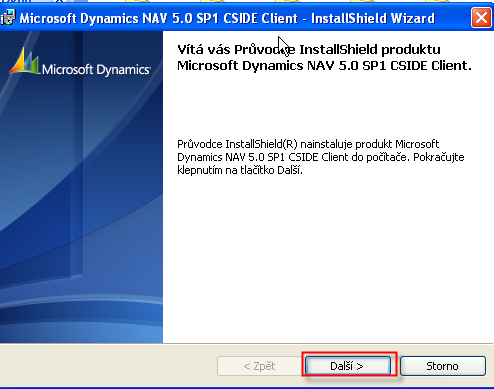 Microsoft Dynamics NAV 5.0 SP1 CSIDE Client - InstallShield Wizard
Microsoft Dynamics™
Vítá vás Průvodce InstallShield produktu
Microsoft Dynamics NAV 5.0 SP1 CSIDE Client.
Průvodce InstallShield(R) nainstaluje produkt Microsoft
Dynamics NAV 5.0 SP1 CSIDE Client do počítače. Pokračujte
klepnutím na tlačítko Další.
< Zpět
Další >
Storno